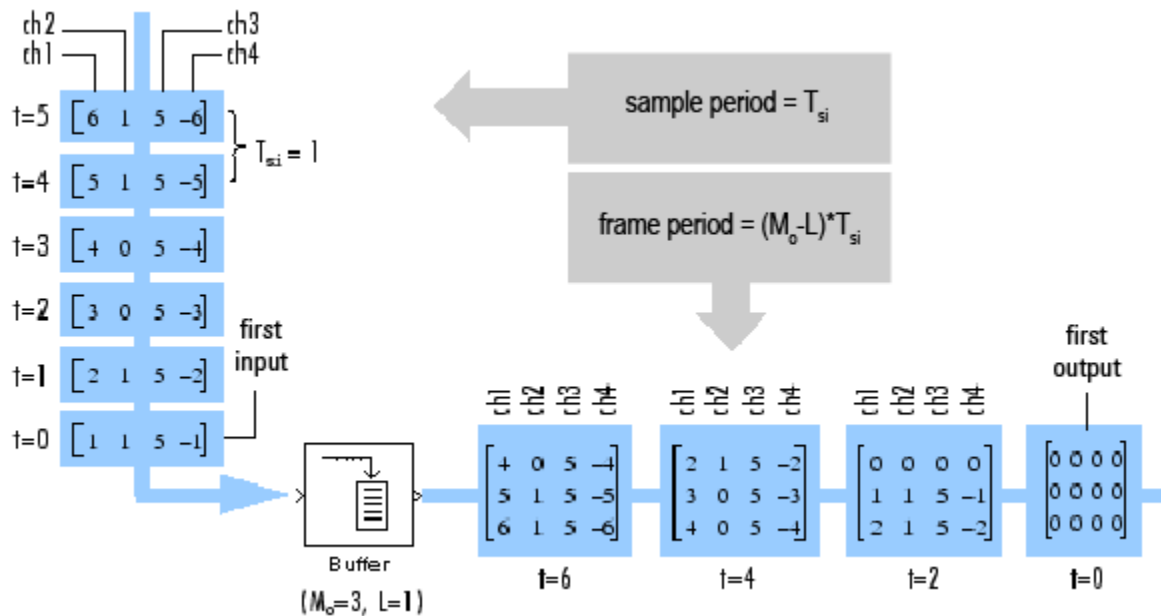 ch2
ch1
ch3
ch4
t=5 [6 1 5 −6]
t=4 [5 1 5 −5]
T_si = 1
t=3 [4 0 5 −4]
t=2 [3 0 5 −3]
t=1 [2 1 5 −2]
t=0 [1 1 5 −1]
first
input
sample period = T_si
frame period = (M_o-L)*T_si
first
output
Buffer
(M_o=3, L=1)
ch1 ch2 ch3 ch4
4 0 5 −4
5 1 5 −5
6 1 5 −6
t=6
ch1 ch2 ch3 ch4
2 1 5 −2
3 0 5 −3
4 0 5 −4
t=4
ch1 ch2 ch3 ch4
0 0 0 0
1 1 5 −1
2 1 5 −2
t=2
0 0 0 0
0 0 0 0
0 0 0 0
t=0